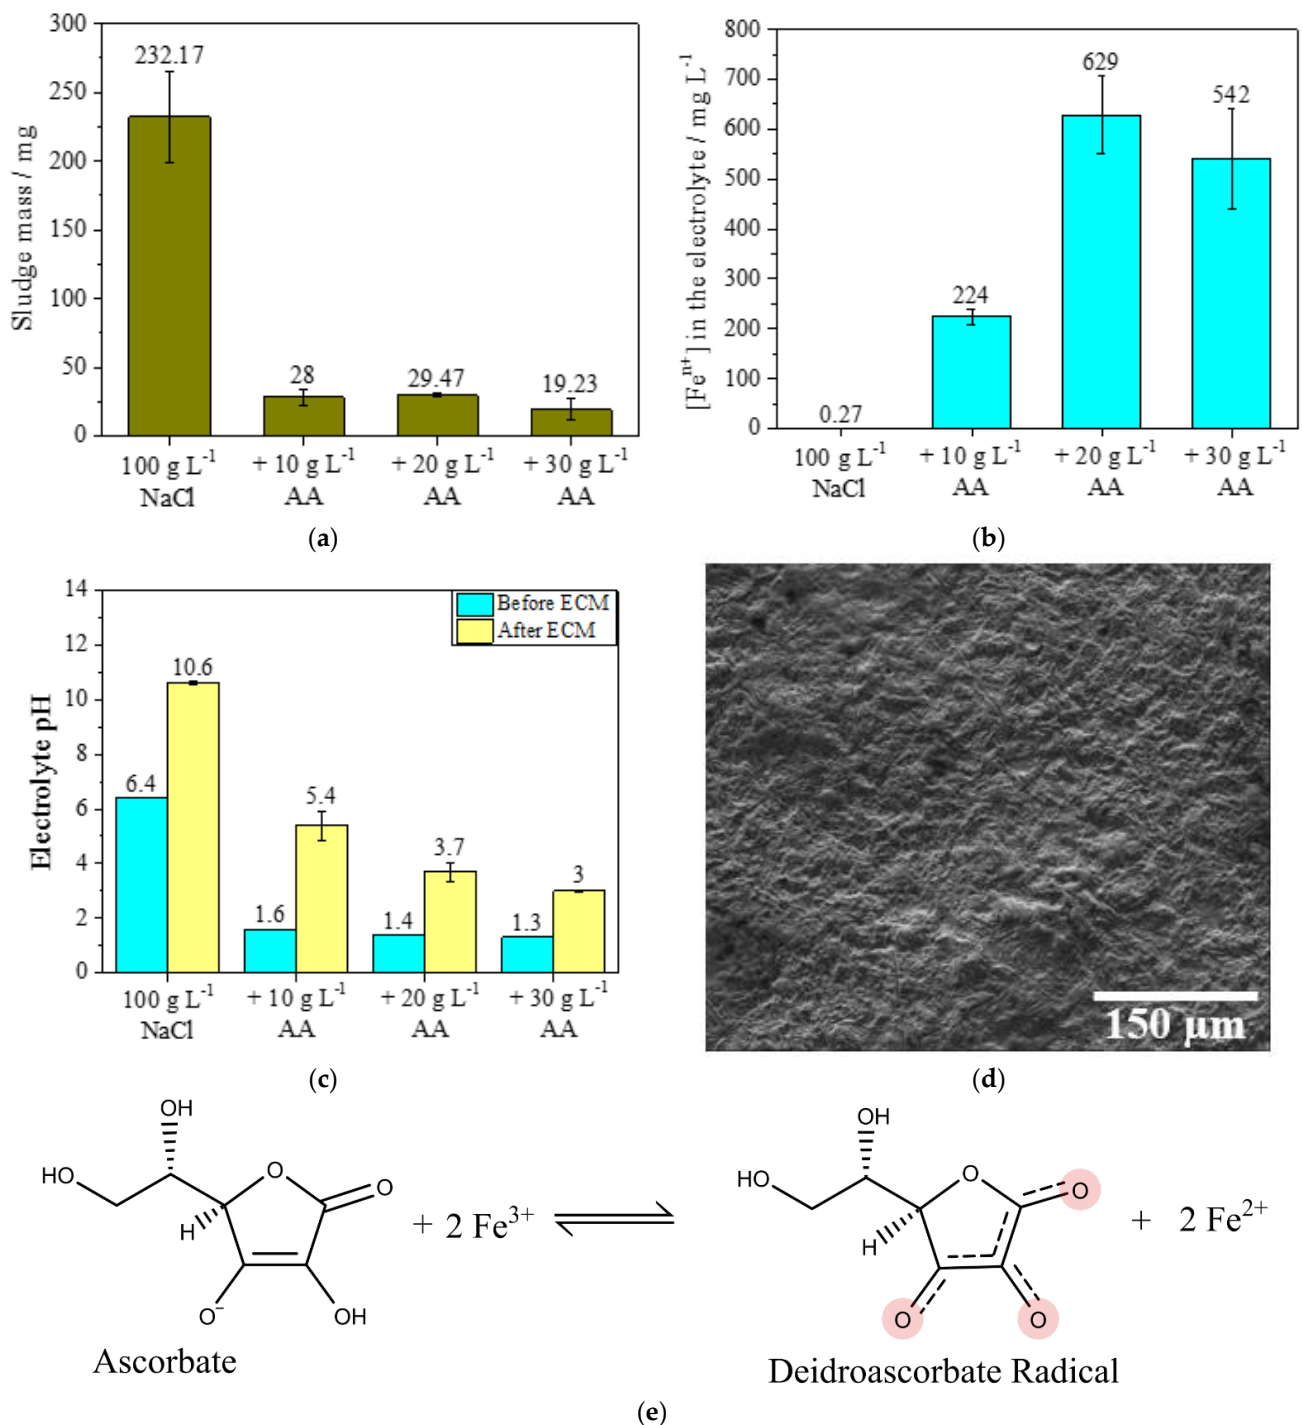 300
250
200
150
100
50
0
Sludge mass / mg
232.17
28
29.47
19.23
100 g L⁻¹ + 10 g L⁻¹ + 20 g L⁻¹ + 30 g L⁻¹
NaCl AA AA AA
(a)
800
700
600
500
400
300
200
100
0
[Feⁿ⁺] in the electrolyte / mg L⁻¹
0.27
224
629
542
100 g L⁻¹ + 10 g L⁻¹ + 20 g L⁻¹ + 30 g L⁻¹
NaCl AA AA AA
(b)
14
12
10
8
6
4
2
0
Electrolyte pH
Before ECM
After ECM
6.4
10.6
1.6
5.4
1.4
3.7
1.3
3
100 g L⁻¹ + 10 g L⁻¹ + 20 g L⁻¹ + 30 g L⁻¹
NaCl AA AA AA
(c)
150 µm
(d)
OH
HO
O
O
H
O⁻
OH
+ 2 Fe³⁺
OH
HO
O
O
H
O
O
+ 2 Fe²⁺
Ascorbate
Deidroascorbate Radical
(e)